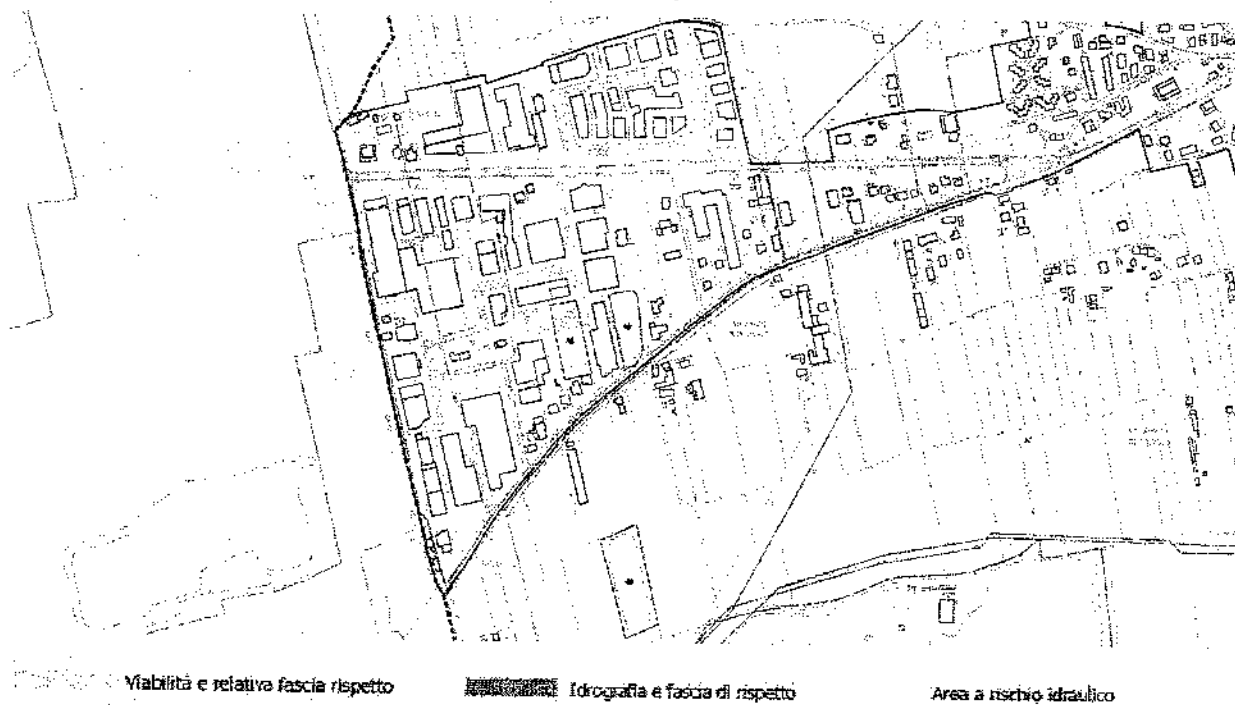 Viabilità e relativa fascia rispetto
Idrografia e fascia di rispetto
Area a rischio idraulico